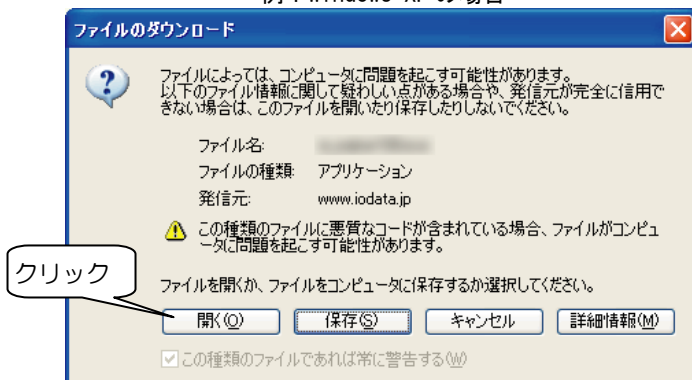 ファイルのダウンロード
ファイルによっては、コンピュータに問題を起こす可能性があります。
以下のファイル情報に関して疑わしい点がある場合や、発信元が完全に信用で
きない場合は、このファイルを開いたり保存したりしないでください。
ファイル名:
ファイルの種類: アプリケーション
発信元: www.iodata.jp
この種類のファイルに悪質なコードが含まれている場合、ファイルがコンピュ
ータに問題を起こす可能性があります。
クリック
ファイルを開くか、ファイルをコンピュータに保存するか選択してください。
開く(O) 保存(S) キャンセル 詳細情報(M)
この種類のファイルであれば常に警告する(W)